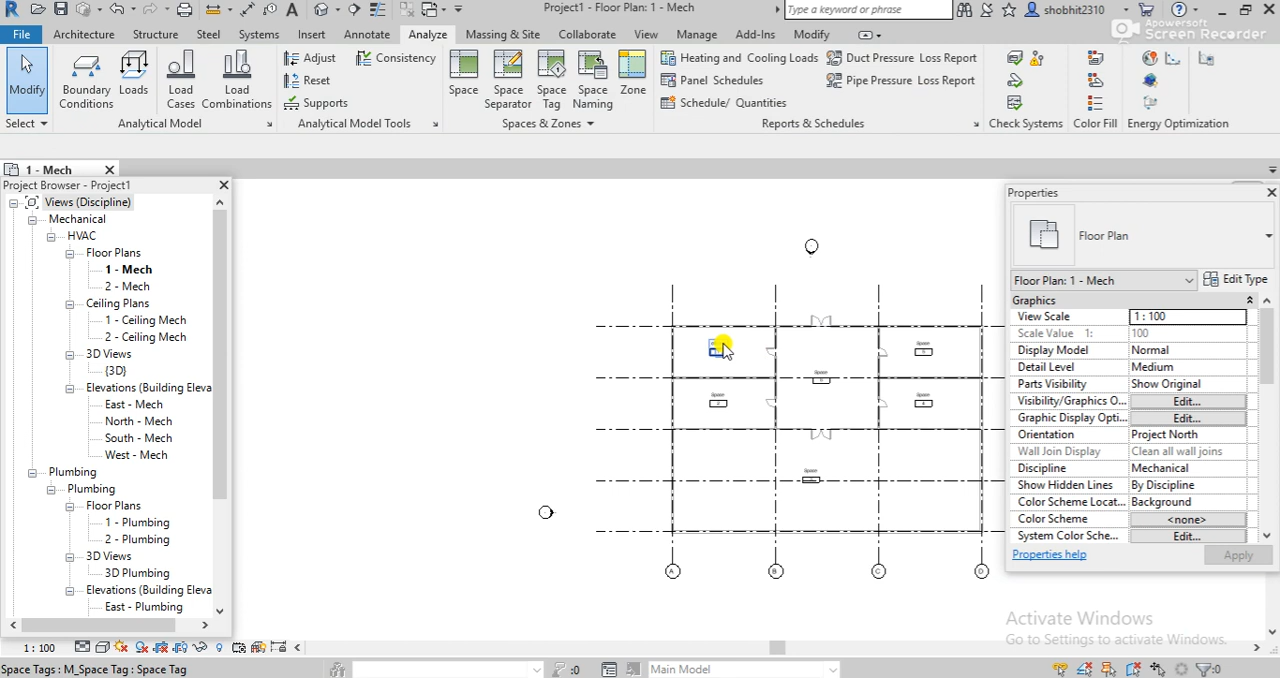 Project1 - Floor Plan: 1 - Mech
Type a keyword or phrase
shobhit2310
Apowersoft
Screen Recorder
File Architecture Structure Steel Systems Insert Annotate Analyze Massing & Site Collaborate View Manage Add-Ins Modify
Modify
Select
Boundary Conditions
Loads
Load Cases
Load Combinations
Analytical Model
Adjust
Reset
Supports
Consistency
Analytical Model Tools
Space
Space Separator
Space Tag
Space Naming
Zone
Spaces & Zones
Heating and Cooling Loads
Panel Schedules
Schedule/ Quantities
Duct Pressure Loss Report
Pipe Pressure Loss Report
Reports & Schedules
Check Systems
Color Fill
Energy Optimization
1 - Mech
Project Browser - Project1
Views (Discipline)
Mechanical
HVAC
Floor Plans
1 - Mech
2 - Mech
Ceiling Plans
1 - Ceiling Mech
2 - Ceiling Mech
3D Views
{3D}
Elevations (Building Eleva
East - Mech
North - Mech
South - Mech
West - Mech
Plumbing
Plumbing
Floor Plans
1 - Plumbing
2 - Plumbing
3D Views
3D Plumbing
Elevations (Building Eleva
East - Plumbing
Space
Space
Space
Space
Space
A B C D
Properties
Floor Plan
Floor Plan: 1 - Mech
Edit Type
Graphics
View Scale 1 : 100
Scale Value 1: 100
Display Model Normal
Detail Level Medium
Parts Visibility Show Original
Visibility/Graphics O... Edit...
Graphic Display Opti... Edit...
Orientation Project North
Wall Join Display Clean all wall joins
Discipline Mechanical
Show Hidden Lines By Discipline
Color Scheme Locat... Background
Color Scheme <none>
System Color Sche... Edit...
Properties help
Apply
Activate Windows
Go to Settings to activate Windows.
1 : 100
Space Tags : M_Space Tag : Space Tag
:0
Main Model
:0